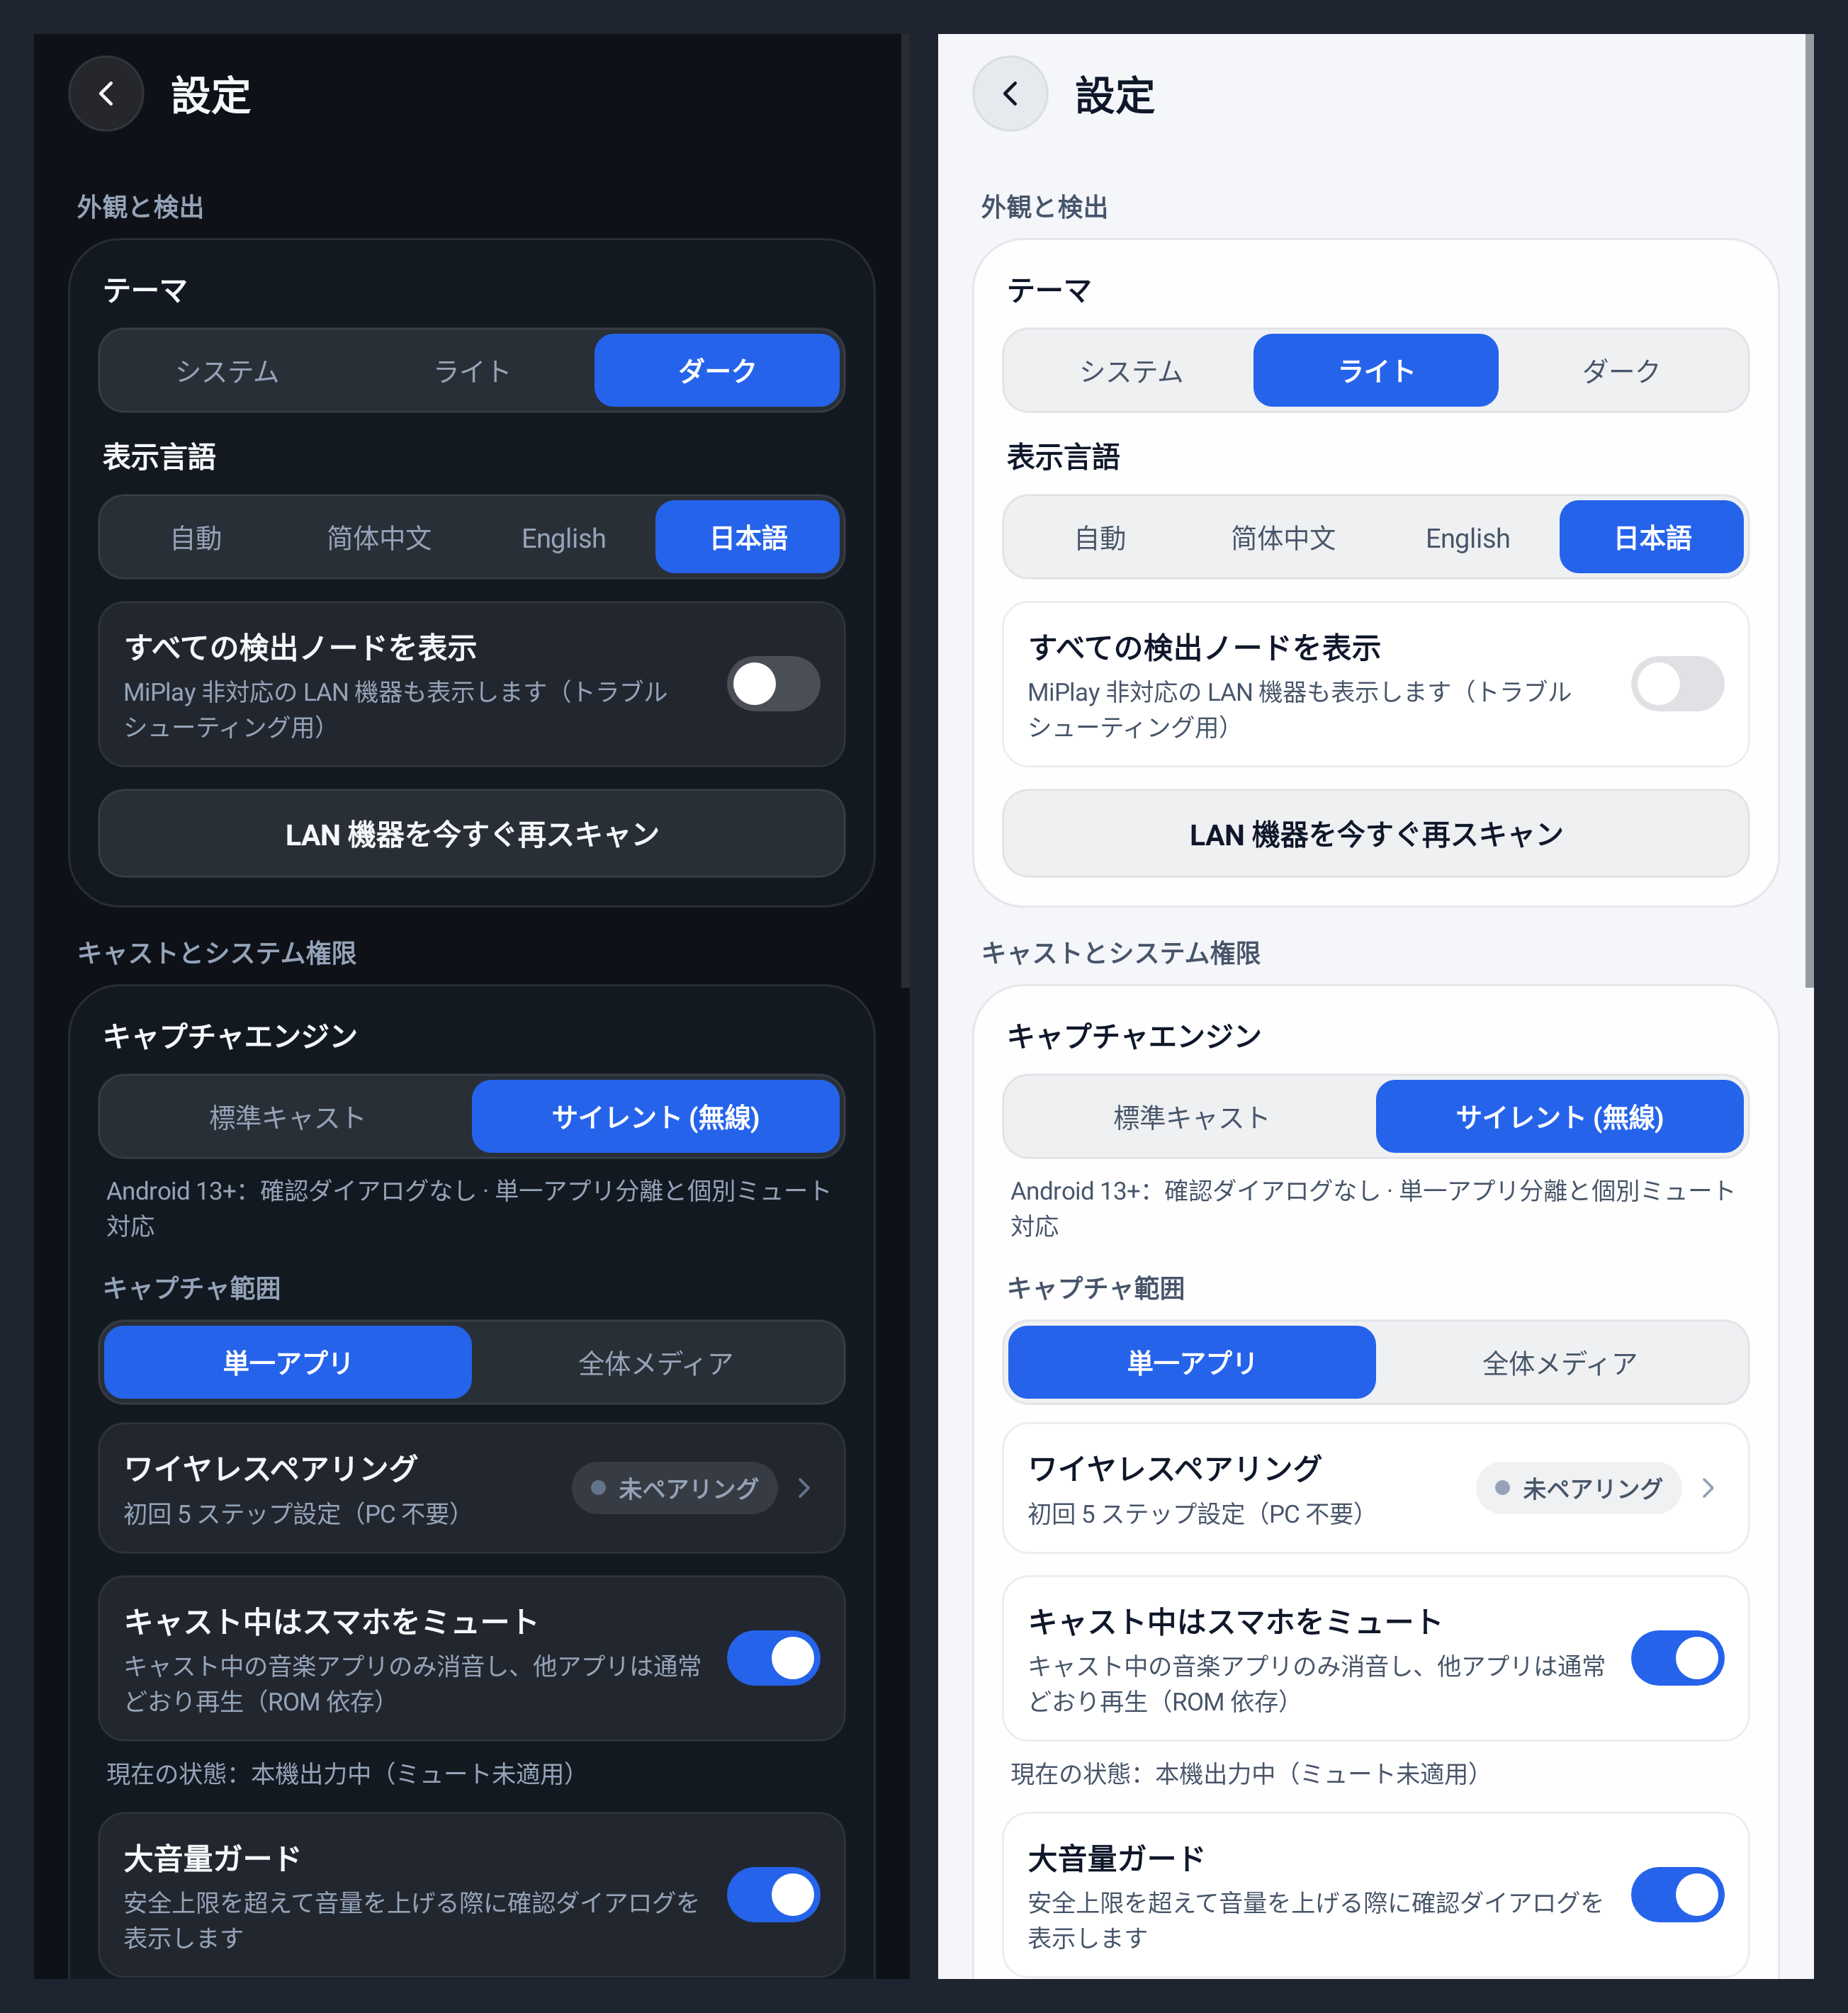 設定
外観と検出
テーマ
システム ライト ダーク
表示言語
自動 简体中文 English 日本語
すべての検出ノードを表示
MiPlay 非対応の LAN 機器も表示します（トラブル
シューティング用）
LAN 機器を今すぐ再スキャン
キャストとシステム権限
キャプチャエンジン
標準キャスト サイレント (無線)
Android 13+：確認ダイアログなし · 単一アプリ分離と個別ミュート
対応
キャプチャ範囲
単一アプリ 全体メディア
ワイヤレスペアリング
初回 5 ステップ設定（PC 不要）
未ペアリング
キャスト中はスマホをミュート
キャスト中の音楽アプリのみ消音し、他アプリは通常
どおり再生（ROM 依存）
現在の状態：本機出力中（ミュート未適用）
大音量ガード
安全上限を超えて音量を上げる際に確認ダイアログを
表示します
設定
外観と検出
テーマ
システム ライト ダーク
表示言語
自動 简体中文 English 日本語
すべての検出ノードを表示
MiPlay 非対応の LAN 機器も表示します（トラブル
シューティング用）
LAN 機器を今すぐ再スキャン
キャストとシステム権限
キャプチャエンジン
標準キャスト サイレント (無線)
Android 13+：確認ダイアログなし · 単一アプリ分離と個別ミュート
対応
キャプチャ範囲
単一アプリ 全体メディア
ワイヤレスペアリング
初回 5 ステップ設定（PC 不要）
未ペアリング
キャスト中はスマホをミュート
キャスト中の音楽アプリのみ消音し、他アプリは通常
どおり再生（ROM 依存）
現在の状態：本機出力中（ミュート未適用）
大音量ガード
安全上限を超えて音量を上げる際に確認ダイアログを
表示します